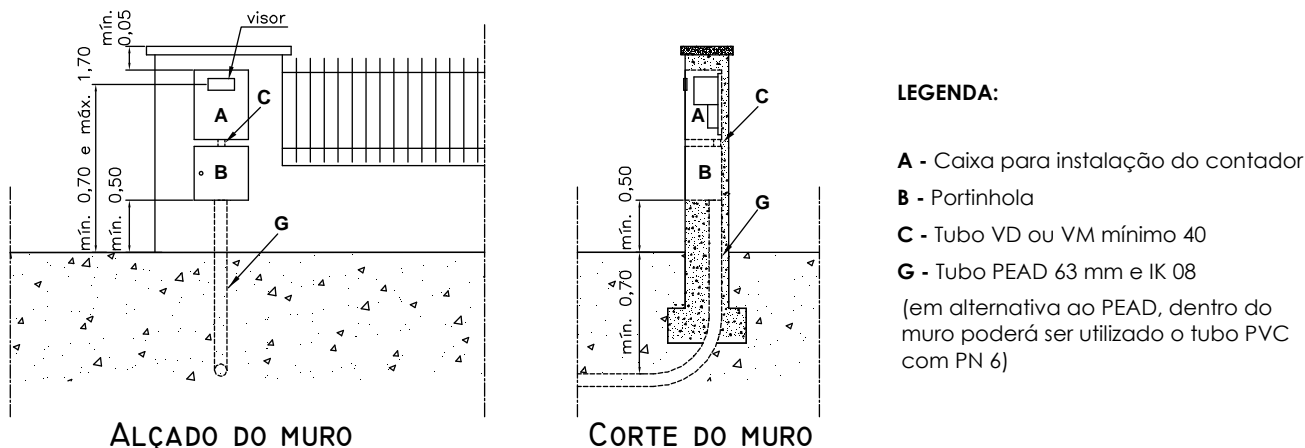 mín.
0,05
visor
mín. 0,70 e máx. 1,70
mín. 0,50
A
C
B
G
ALÇADO DO MURO
mín. 0,50
mín. 0,70
A
C
B
G
CORTE DO MURO
LEGENDA:
A - Caixa para instalação do contador
B - Portinhola
C - Tubo VD ou VM mínimo 40
G - Tubo PEAD 63 mm e IK 08
(em alternativa ao PEAD, dentro do
muro poderá ser utilizado o tubo PVC
com PN 6)